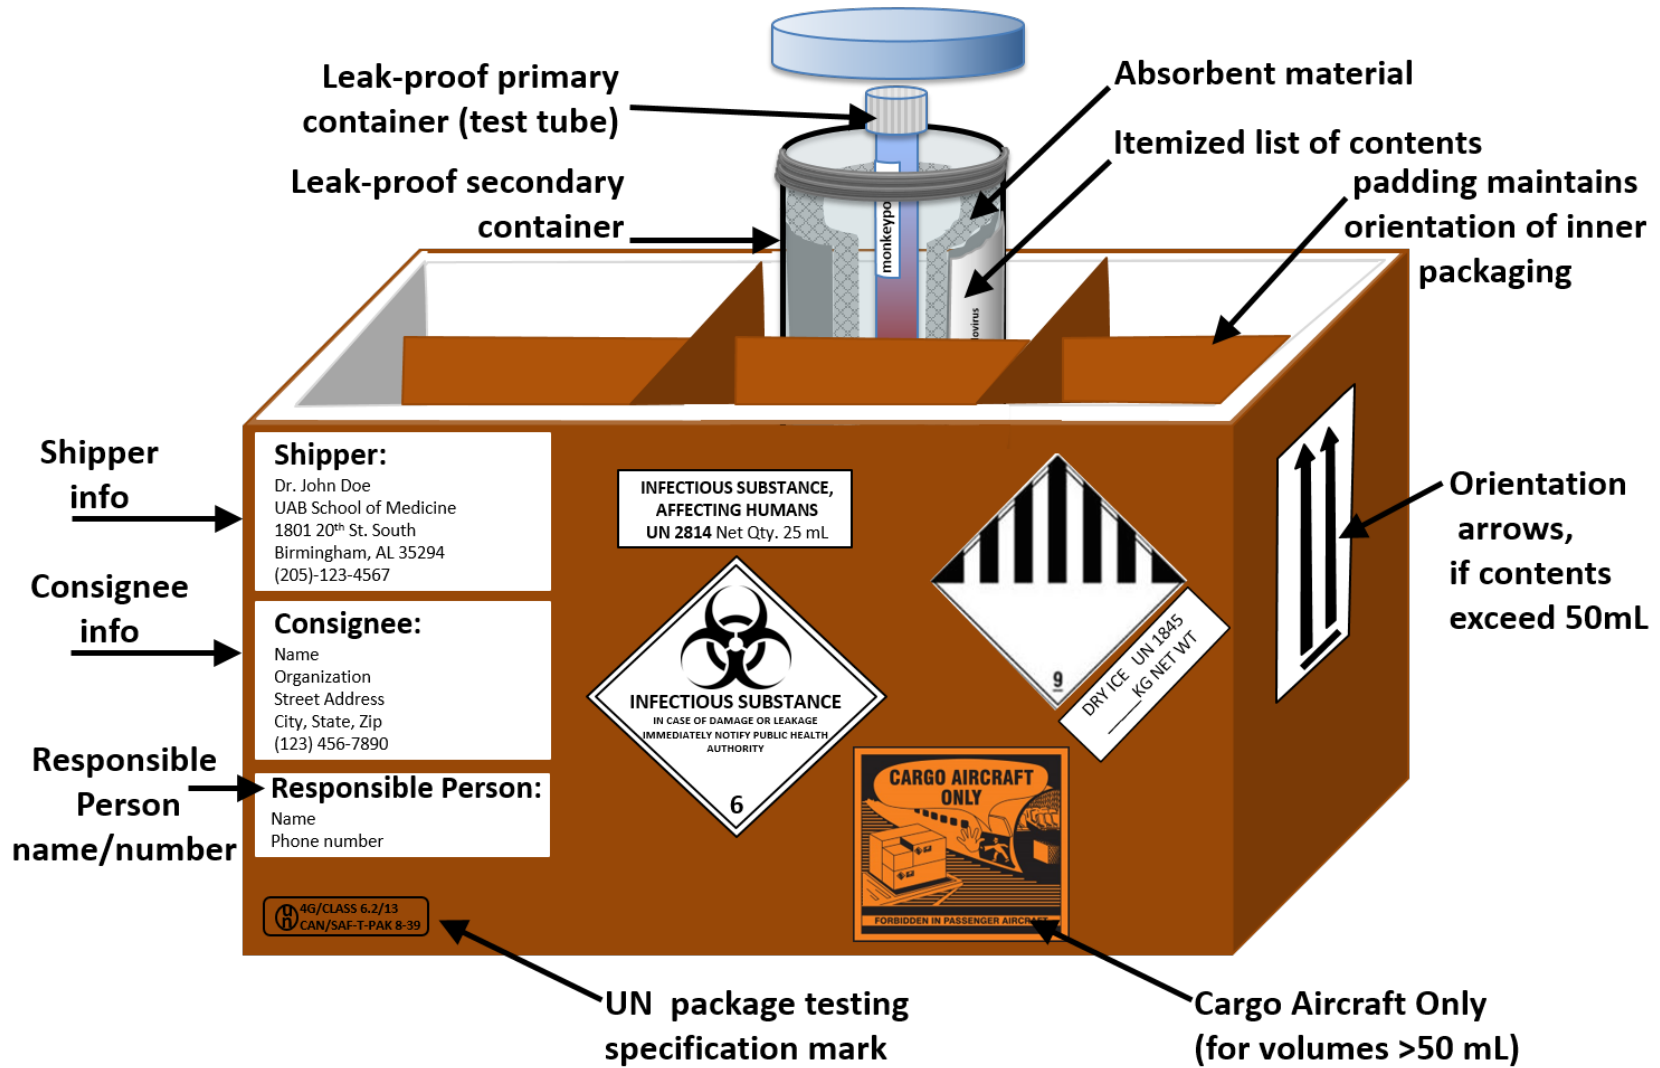 Leak-proof primary
container (test tube)
Absorbent material
Itemized list of contents
Leak-proof secondary
container
padding maintains
orientation of inner
packaging
monkeypo
lovirus
Shipper
info
Shipper:
Dr. John Doe
UAB School of Medicine
1801 20th St. South
Birmingham, AL 35294
(205)-123-4567
INFECTIOUS SUBSTANCE,
AFFECTING HUMANS
UN 2814 Net Qty. 25 mL
Orientation
arrows,
if contents
exceed 50mL
Consignee
info
Consignee:
Name
Organization
Street Address
City, State, Zip
(123) 456-7890
INFECTIOUS SUBSTANCE
IN CASE OF DAMAGE OR LEAKAGE
IMMEDIATELY NOTIFY PUBLIC HEALTH
AUTHORITY
6
9
DRY ICE UN 1845
_____KG NET WT
Responsible
Person
name/number
Responsible Person:
Name
Phone number
CARGO AIRCRAFT
ONLY
FORBIDDEN IN PASSENGER AIRCRAFT
un
4G/CLASS 6.2/13
CAN/SAF-T-PAK 8-39
UN package testing
specification mark
Cargo Aircraft Only
(for volumes >50 mL)